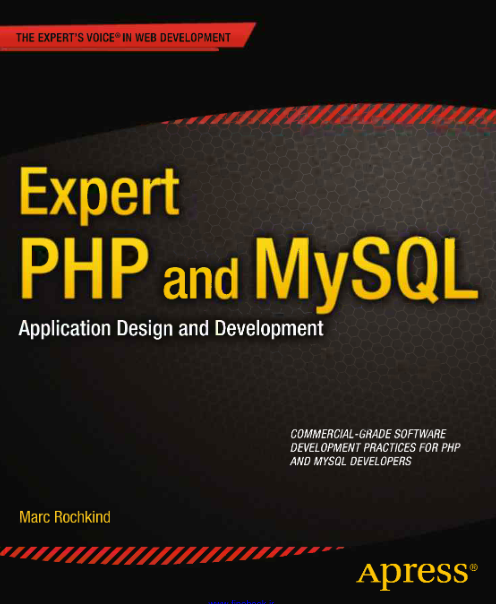 THE EXPERT'S VOICE® IN WEB DEVELOPMENT
Expert
PHP and MySQL
Application Design and Development
COMMERCIAL-GRADE SOFTWARE
DEVELOPMENT PRACTICES FOR PHP
AND MYSQL DEVELOPERS
Marc Rochkind
Apress®